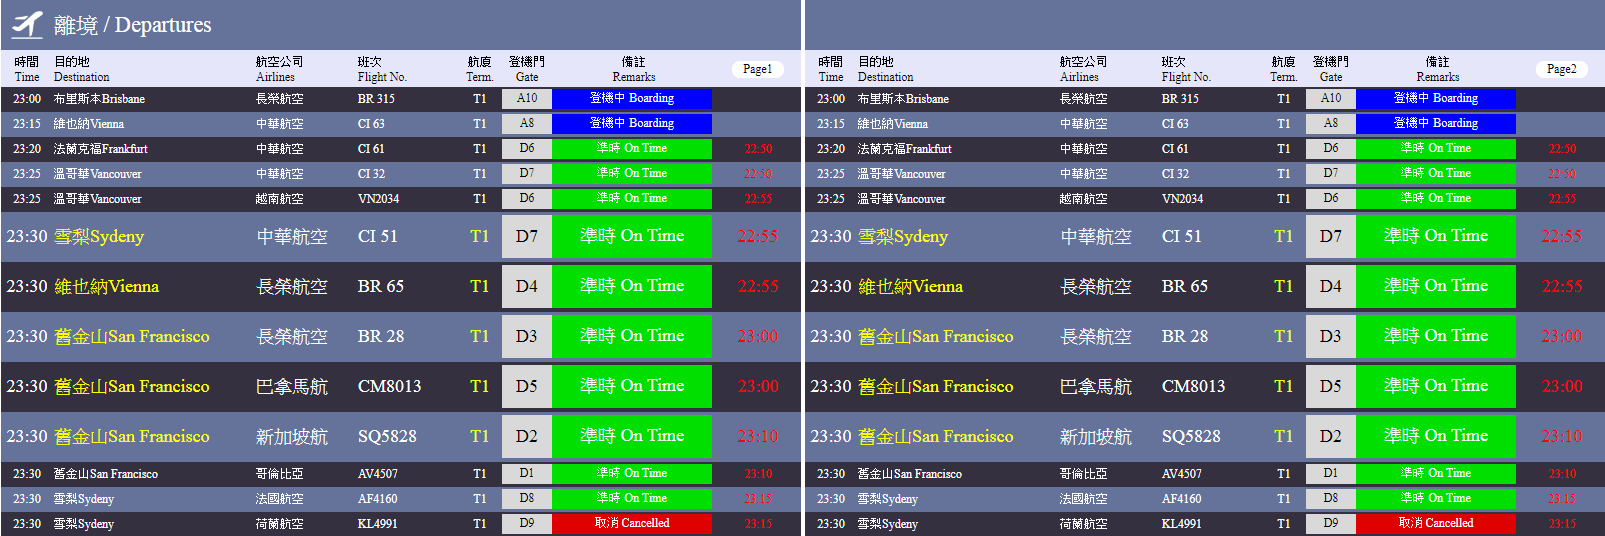 離境 / Departures
時間 目的地 航空公司 班次 航廈 登機門 備註
Time Destination Airlines Flight No. Term. Gate Remarks Page1
23:00 布里斯本Brisbane 長榮航空 BR 315 T1 A10 登機中 Boarding
23:15 維也納Vienna 中華航空 CI 63 T1 A8 登機中 Boarding
23:20 法蘭克福Frankfurt 中華航空 CI 61 T1 D6 準時 On Time 22:50
23:25 溫哥華Vancouver 中華航空 CI 32 T1 D7 準時 On Time 22:50
23:25 溫哥華Vancouver 越南航空 VN2034 T1 D6 準時 On Time 22:55
23:30 雪梨Sydeny 中華航空 CI 51 T1 D7 準時 On Time 22:55
23:30 維也納Vienna 長榮航空 BR 65 T1 D4 準時 On Time 22:55
23:30 舊金山San Francisco 長榮航空 BR 28 T1 D3 準時 On Time 23:00
23:30 舊金山San Francisco 巴拿馬航 CM8013 T1 D5 準時 On Time 23:00
23:30 舊金山San Francisco 新加坡航 SQ5828 T1 D2 準時 On Time 23:10
23:30 舊金山San Francisco 哥倫比亞 AV4507 T1 D1 準時 On Time 23:10
23:30 雪梨Sydeny 法國航空 AF4160 T1 D8 準時 On Time 23:15
23:30 雪梨Sydeny 荷蘭航空 KL4991 T1 D9 取消 Cancelled 23:15
時間 目的地 航空公司 班次 航廈 登機門 備註
Time Destination Airlines Flight No. Term. Gate Remarks Page2
23:00 布里斯本Brisbane 長榮航空 BR 315 T1 A10 登機中 Boarding
23:15 維也納Vienna 中華航空 CI 63 T1 A8 登機中 Boarding
23:20 法蘭克福Frankfurt 中華航空 CI 61 T1 D6 準時 On Time 22:50
23:25 溫哥華Vancouver 中華航空 CI 32 T1 D7 準時 On Time 22:50
23:25 溫哥華Vancouver 越南航空 VN2034 T1 D6 準時 On Time 22:55
23:30 雪梨Sydeny 中華航空 CI 51 T1 D7 準時 On Time 22:55
23:30 維也納Vienna 長榮航空 BR 65 T1 D4 準時 On Time 22:55
23:30 舊金山San Francisco 長榮航空 BR 28 T1 D3 準時 On Time 23:00
23:30 舊金山San Francisco 巴拿馬航 CM8013 T1 D5 準時 On Time 23:00
23:30 舊金山San Francisco 新加坡航 SQ5828 T1 D2 準時 On Time 23:10
23:30 舊金山San Francisco 哥倫比亞 AV4507 T1 D1 準時 On Time 23:10
23:30 雪梨Sydeny 法國航空 AF4160 T1 D8 準時 On Time 23:15
23:30 雪梨Sydeny 荷蘭航空 KL4991 T1 D9 取消 Cancelled 23:15